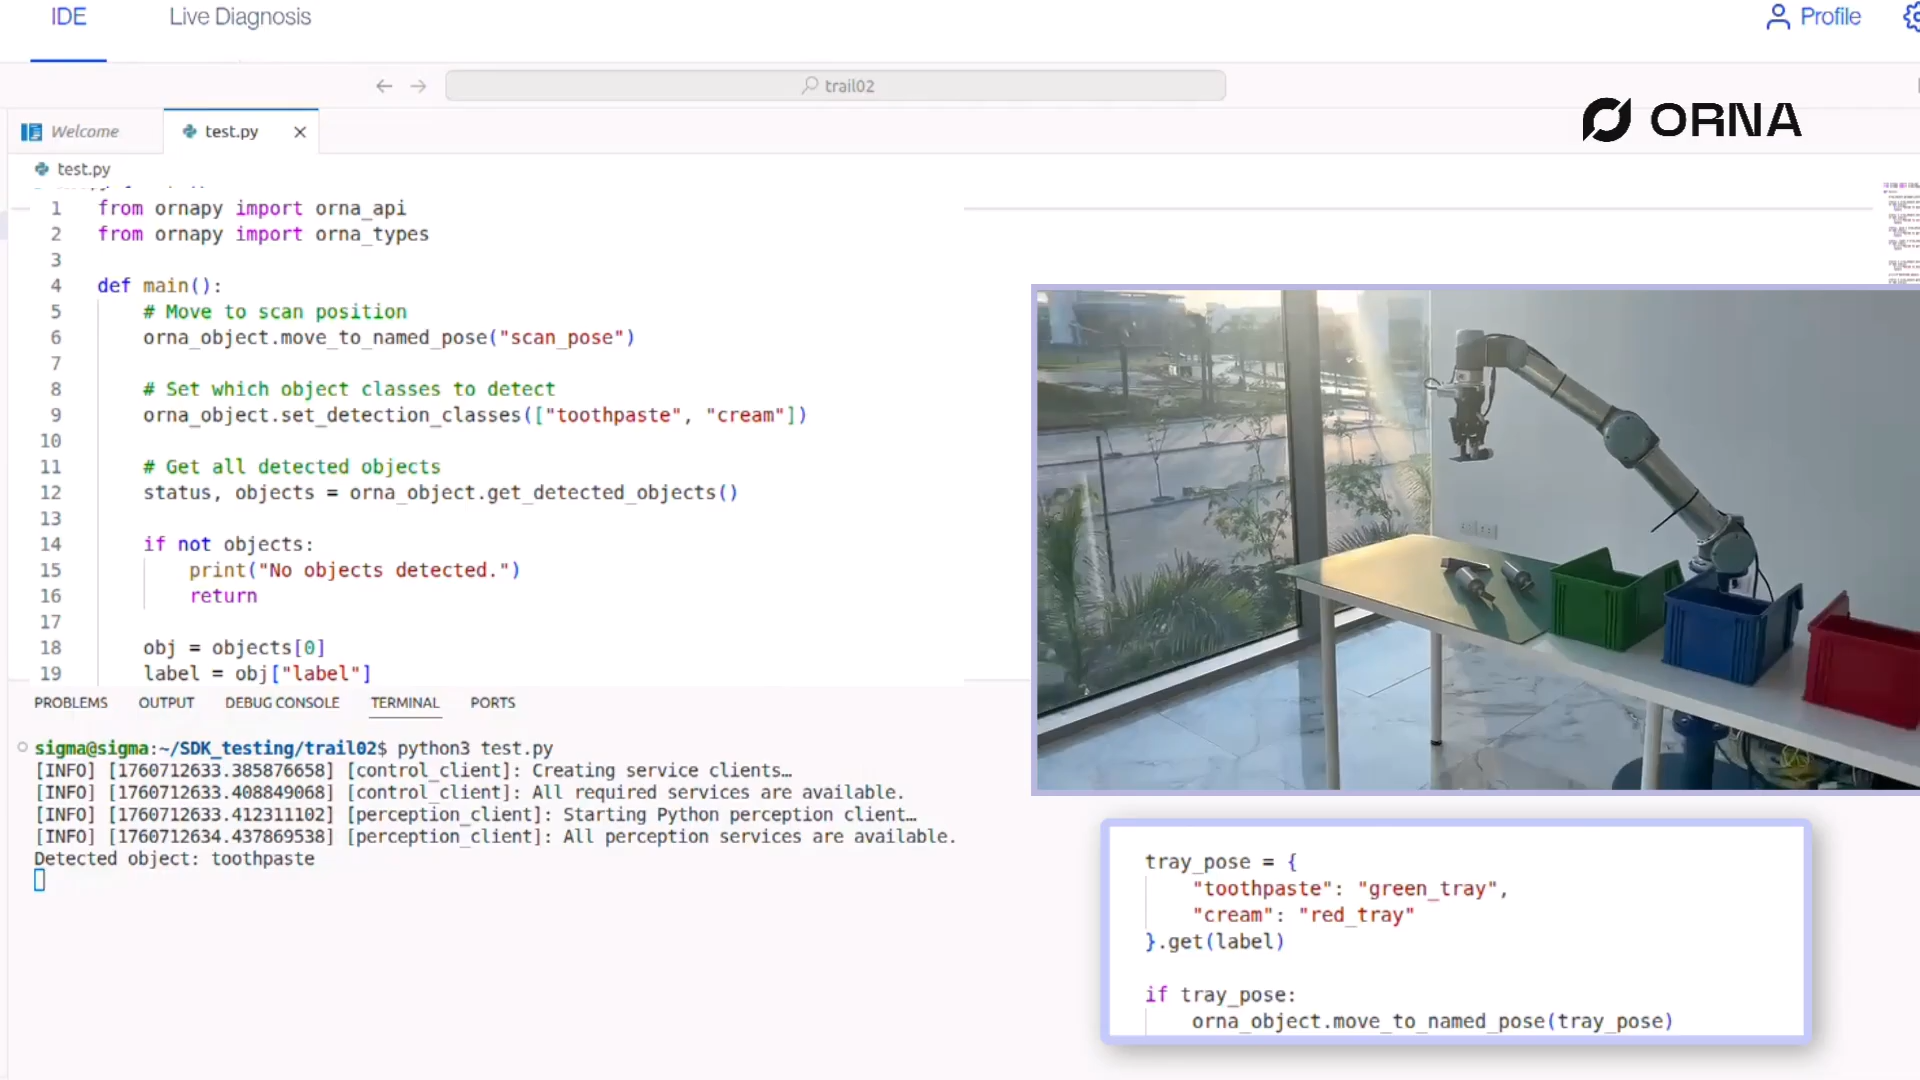 IDE
Live Diagnosis
Profile
trail02
ORNA
Welcome
test.py
test.py
1 from ornapy import orna_api
2 from ornapy import orna_types
3
4 def main():
5 # Move to scan position
6 orna_object.move_to_named_pose("scan_pose")
7
8 # Set which object classes to detect
9 orna_object.set_detection_classes(["toothpaste", "cream"])
10
11 # Get all detected objects
12 status, objects = orna_object.get_detected_objects()
13
14 if not objects:
15 print("No objects detected.")
16 return
17
18 obj = objects[0]
19 label = obj["label"]
PROBLEMS OUTPUT DEBUG CONSOLE TERMINAL PORTS
sigma@sigma:~/SDK_testing/trail02$ python3 test.py
[INFO] [1760712633.385876658] [control_client]: Creating service clients…
[INFO] [1760712633.408849068] [control_client]: All required services are available.
[INFO] [1760712633.412311102] [perception_client]: Starting Python perception client…
[INFO] [1760712634.437869538] [perception_client]: All perception services are available.
Detected object: toothpaste
tray_pose = {
"toothpaste": "green_tray",
"cream": "red_tray"
}.get(label)
if tray_pose:
orna_object.move_to_named_pose(tray_pose)